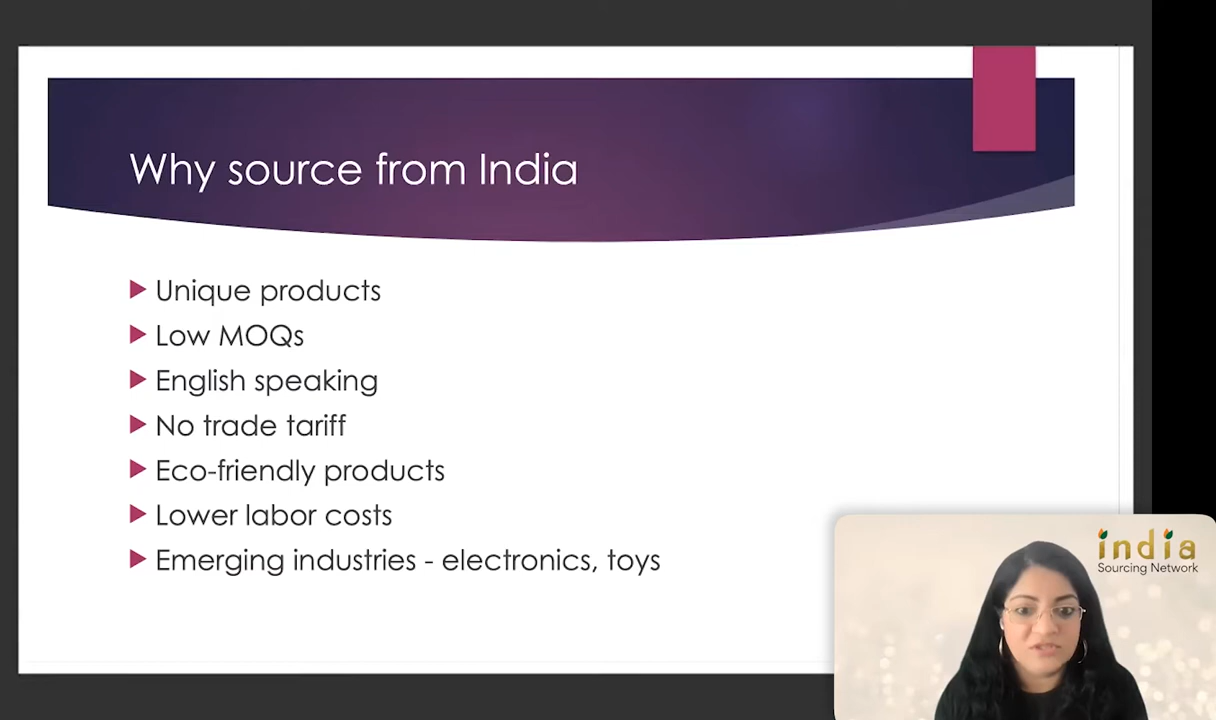 Why source from India
Unique products
Low MOQs
English speaking
No trade tariff
Eco-friendly products
Lower labor costs
Emerging industries - electronics, toys
india
Sourcing Network